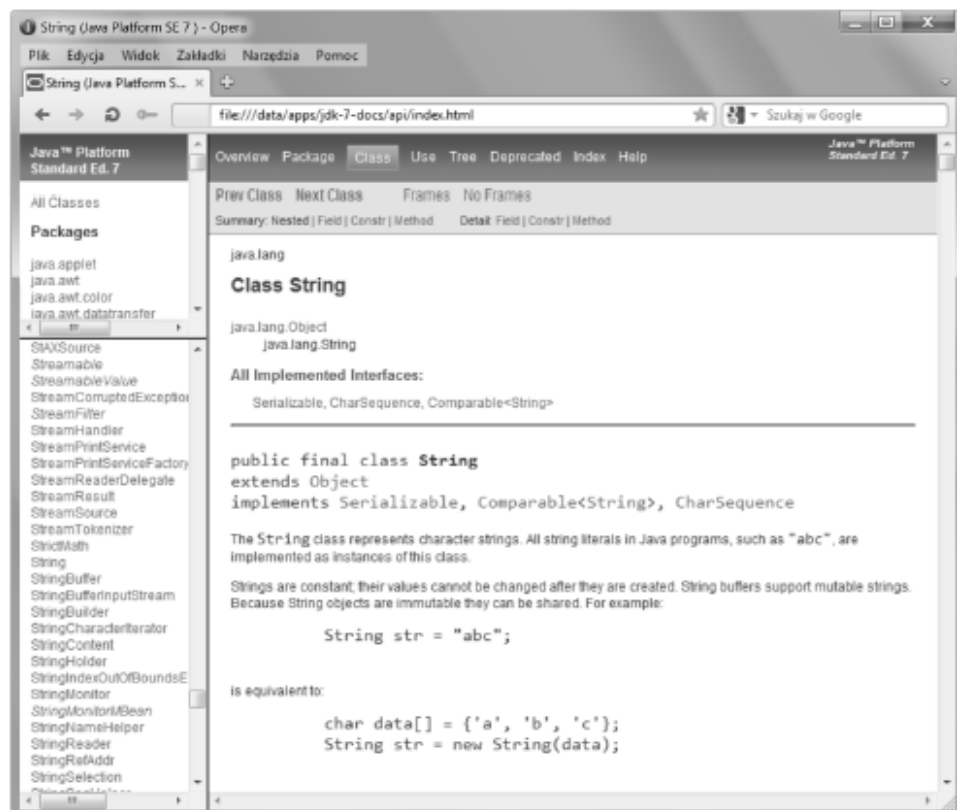 String (Java Platform SE 7 ) - Opera
Plik Edycja Widok Zakładki Narzędzia Pomoc
String (Java Platform S...
file:///data/apps/jdk-7-docs/api/index.html
Szukaj w Google
Java™ Platform
Standard Ed. 7
All Classes
Packages
java.applet
java.awt
java.awt.color
java.awt.datatransfer
StAXSource
Streamable
StreamableValue
StreamCorruptedException
StreamFilter
StreamHandler
StreamPrintService
StreamPrintServiceFactory
StreamReaderDelegate
StreamResult
StreamSource
StreamTokenizer
StrictMath
String
StringBuffer
StringBufferInputStream
StringBuilder
StringCharacterIterator
StringContent
StringHolder
StringIndexOutOfBoundsE
StringMonitor
StringMonitorMBean
StringNameHelper
StringReader
StringRefAddr
StringSelection
Overview Package Class Use Tree Deprecated Index Help
Java™ Platform
Standard Ed. 7
Prev Class Next Class Frames No Frames
Summary: Nested | Field | Constr | Method Detail: Field | Constr | Method
java.lang
Class String
java.lang.Object
java.lang.String
All Implemented Interfaces:
Serializable, CharSequence, Comparable<String>
public final class String
extends Object
implements Serializable, Comparable<String>, CharSequence
The String class represents character strings. All string literals in Java programs, such as "abc", are
implemented as instances of this class.
Strings are constant; their values cannot be changed after they are created. String buffers support mutable strings.
Because String objects are immutable they can be shared. For example:
String str = "abc";
is equivalent to:
char data[] = {'a', 'b', 'c'};
String str = new String(data);